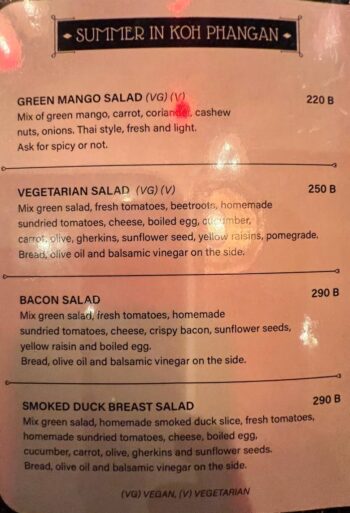 SUMMER IN KOH PHANGAN
GREEN MANGO SALAD (VG) (V) 220 B
Mix of green mango, carrot, coriander, cashew
nuts, onions. Thai style, fresh and light.
Ask for spicy or not.
VEGETARIAN SALAD (VG) (V) 250 B
Mix green salad, fresh tomatoes, beetroots, homemade
sundried tomatoes, cheese, boiled egg, cucumber,
carrot, olive, gherkins, sunflower seed, yellow raisins, pomegrade.
Bread, olive oil and balsamic vinegar on the side.
BACON SALAD 290 B
Mix green salad, fresh tomatoes, homemade
sundried tomatoes, cheese, crispy bacon, sunflower seeds,
yellow raisin and boiled egg.
Bread, olive oil and balsamic vinegar on the side.
SMOKED DUCK BREAST SALAD 290 B
Mix green salad, homemade smoked duck slice, fresh tomatoes,
homemade sundried tomatoes, cheese, boiled egg,
cucumber, carrot, olive, gherkins and sunflower seeds.
Bread, olive oil and balsamic vinegar on the side.
(VG) VEGAN, (V) VEGETARIAN